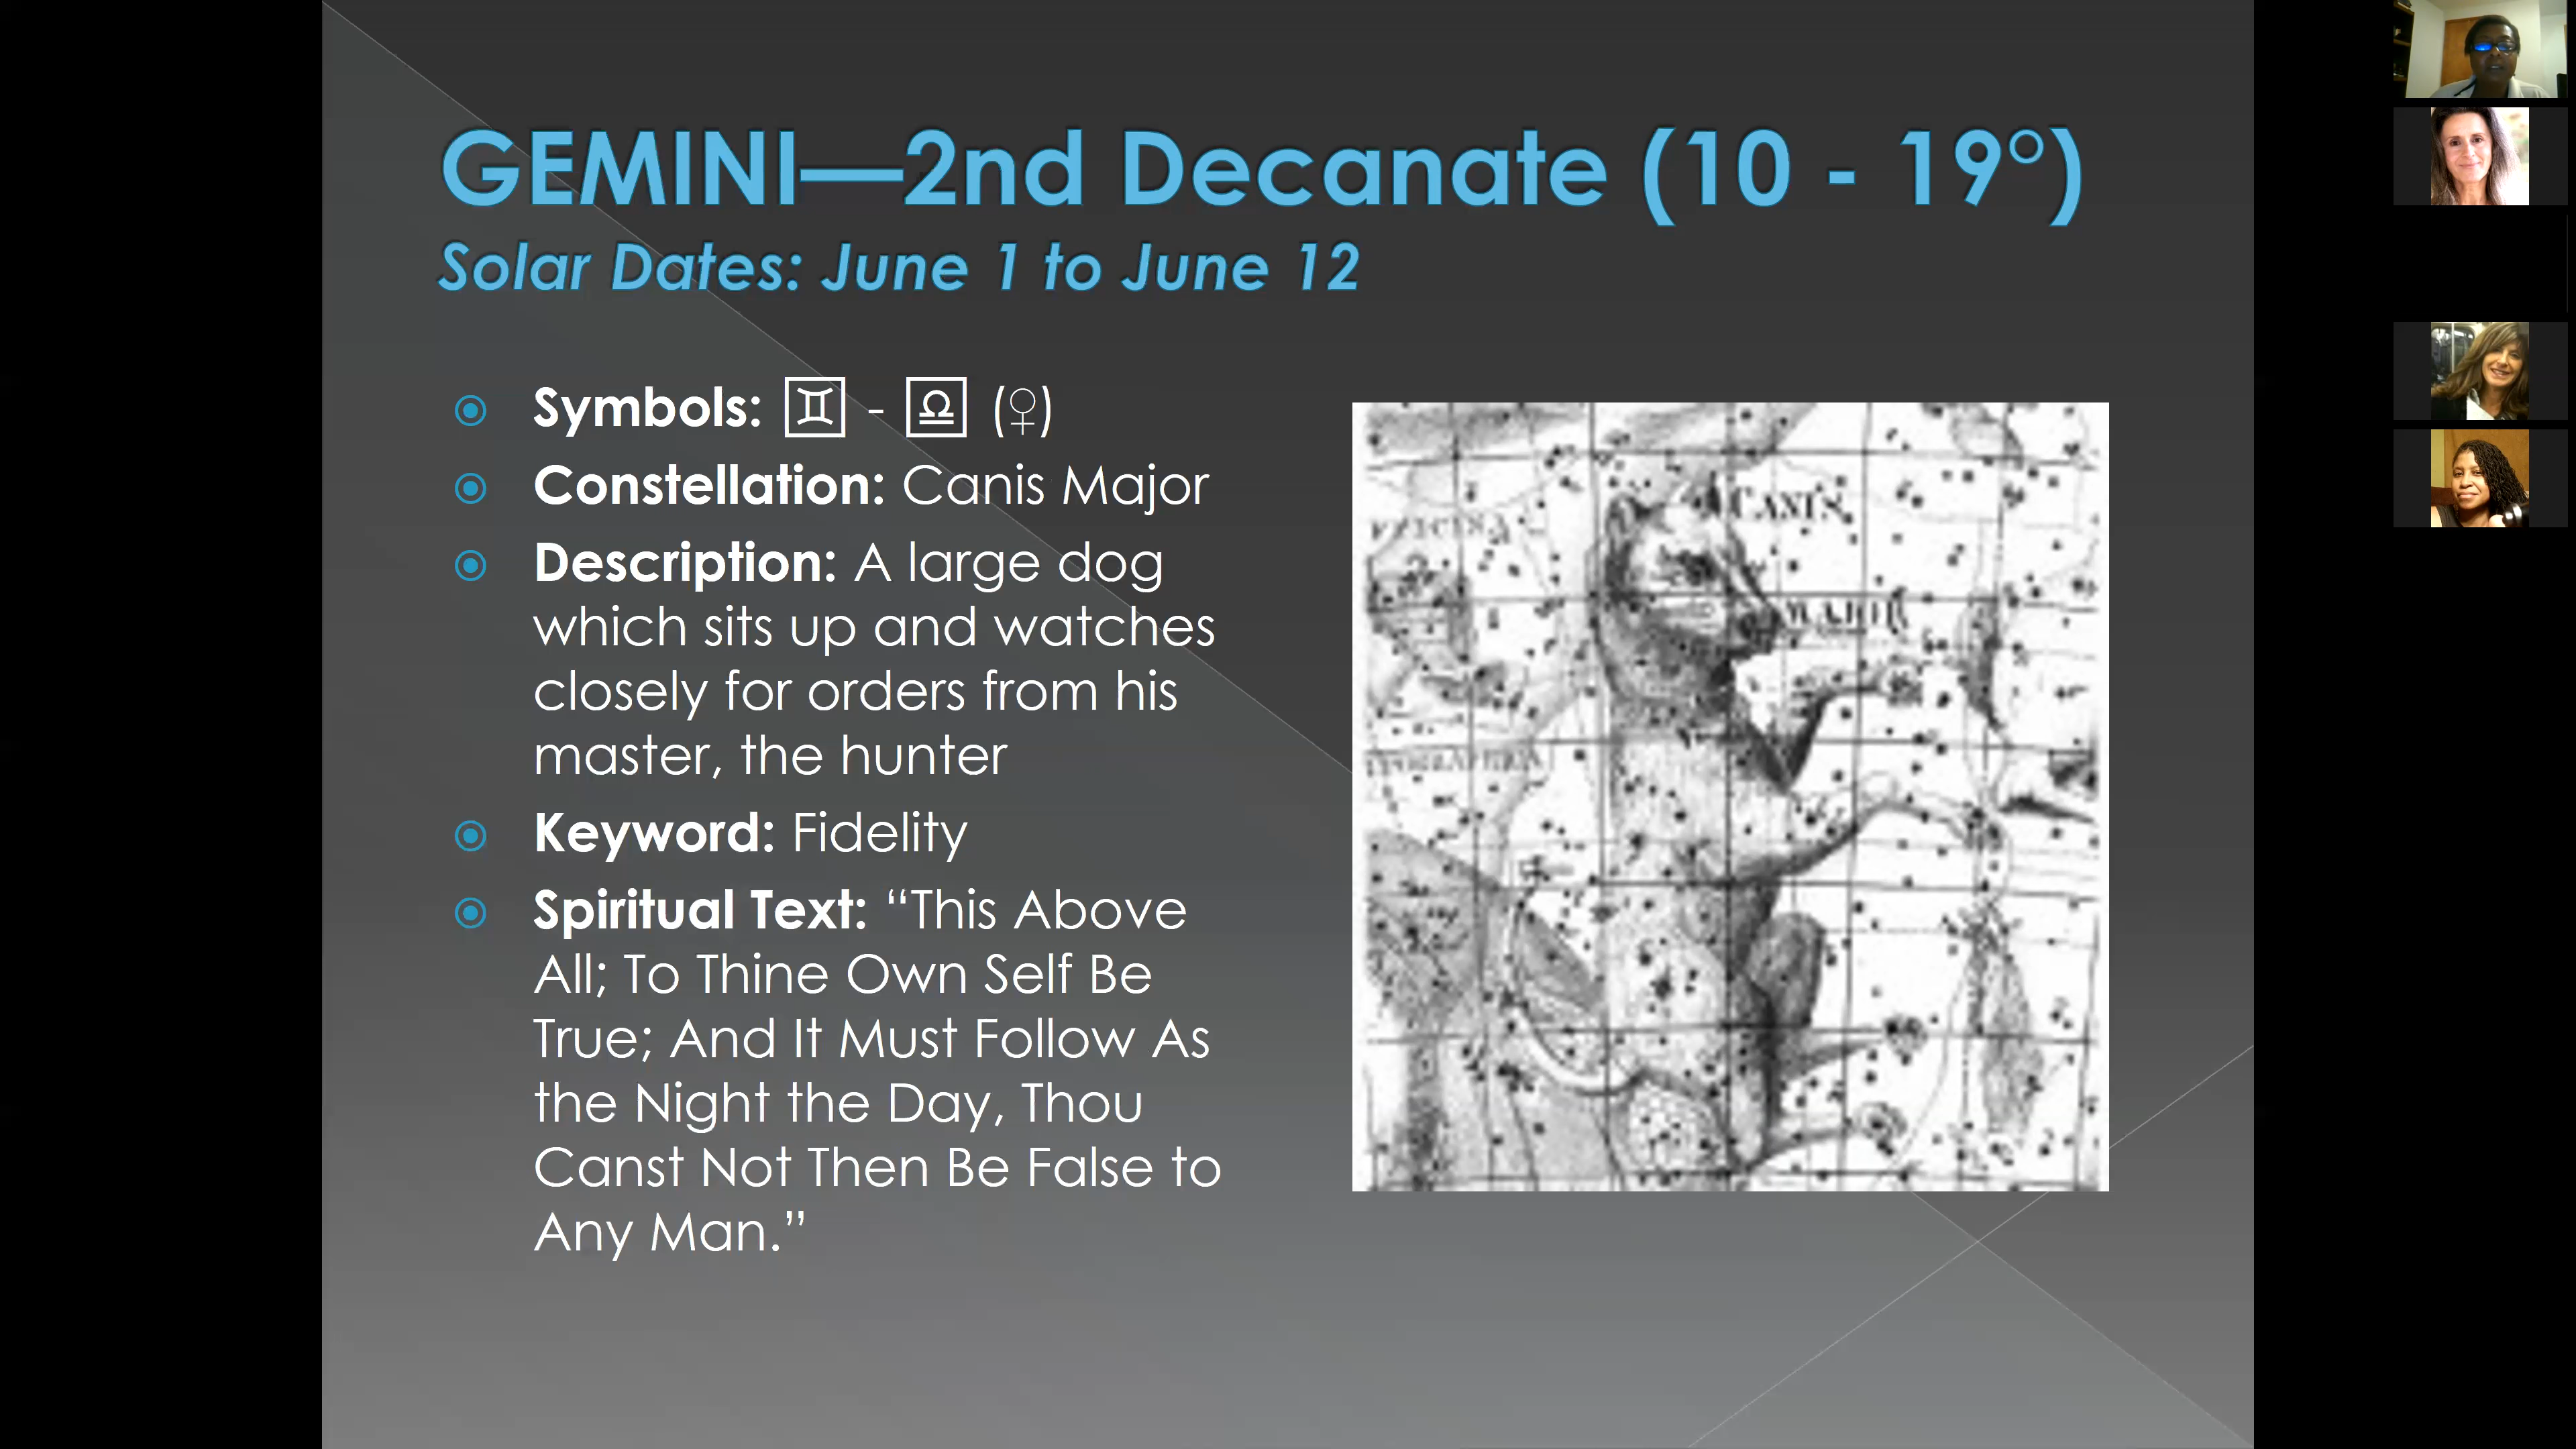 GEMINI—2nd Decanate (10 - 19°)
Solar Dates: June 1 to June 12
Symbols: ♊ - ♎ (♀)
Constellation: Canis Major
Description: A large dog
which sits up and watches
closely for orders from his
master, the hunter
Keyword: Fidelity
Spiritual Text: “This Above
All; To Thine Own Self Be
True; And It Must Follow As
the Night the Day, Thou
Canst Not Then Be False to
Any Man.”
CANIS
MAJOR